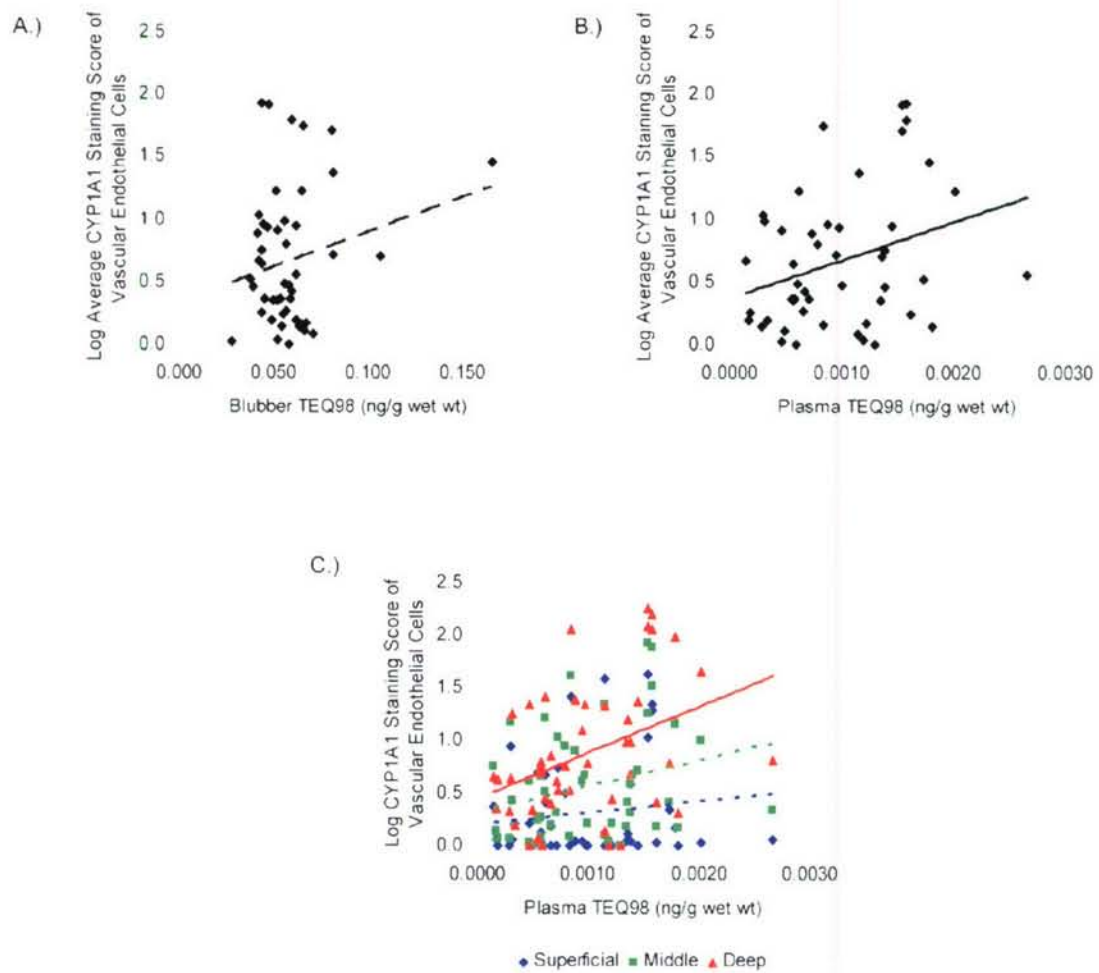 A.)
Log Average CYP1A1 Staining Score of
Vascular Endothelial Cells
2.5
2.0
1.5
1.0
0.5
0.0
0.000
0.050
0.100
0.150
Blubber TEQ98 (ng/g wet wt)
B.)
Log Average CYP1A1 Staining Score of
Vascular Endothelial Cells
2.5
2.0
1.5
1.0
0.5
0.0
0.0000
0.0010
0.0020
0.0030
Plasma TEQ98 (ng/g wet wt)
C.)
Log CYP1A1 Staining Score of
Vascular Endothelial Cells
2.5
2.0
1.5
1.0
0.5
0.0
0.0000
0.0010
0.0020
0.0030
Plasma TEQ98 (ng/g wet wt)
Superficial Middle Deep